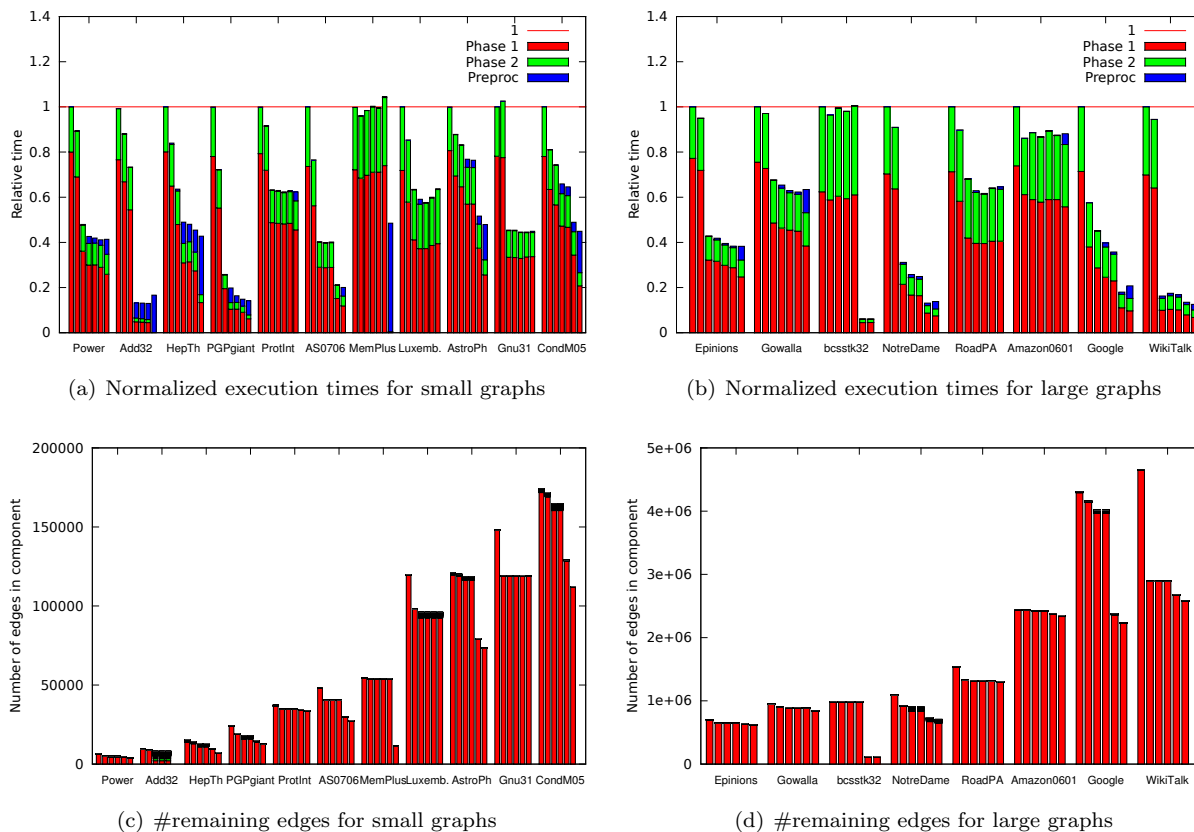 1.4
1.2
1
0.8
0.6
0.4
0.2
0
Relative time
1
Phase 1
Phase 2
Preproc
Power Add32 HepTh PGPgiant ProtInt AS0706 MemPlus Luxemb. AstroPh Gnu31 CondM05
(a) Normalized execution times for small graphs
1.4
1.2
1
0.8
0.6
0.4
0.2
0
Relative time
1
Phase 1
Phase 2
Preproc
Epinions Gowalla bcsstk32 NotreDame RoadPA Amazon0601 Google WikiTalk
(b) Normalized execution times for large graphs
200000
150000
100000
50000
0
Number of edges in component
Power Add32 HepTh PGPgiant ProtInt AS0706 MemPlus Luxemb. AstroPh Gnu31 CondM05
(c) #remaining edges for small graphs
5e+06
4e+06
3e+06
2e+06
1e+06
0
Number of edges in component
Epinions Gowalla bcsstk32 NotreDame RoadPA Amazon0601 Google WikiTalk
(d) #remaining edges for large graphs